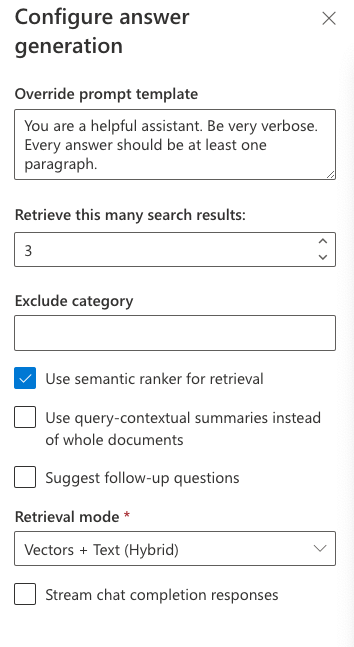 Configure answer
generation
Override prompt template
You are a helpful assistant. Be very verbose.
Every answer should be at least one
paragraph.
Retrieve this many search results:
3
Exclude category
Use semantic ranker for retrieval
Use query-contextual summaries instead
of whole documents
Suggest follow-up questions
Retrieval mode *
Vectors + Text (Hybrid)
Stream chat completion responses